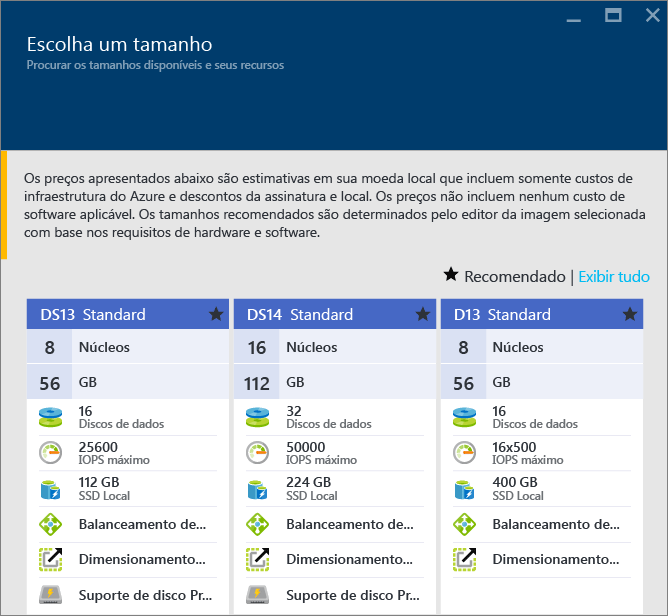 Escolha um tamanho
Procurar os tamanhos disponíveis e seus recursos
Os preços apresentados abaixo são estimativas em sua moeda local que incluem somente custos de
infraestrutura do Azure e descontos da assinatura e local. Os preços não incluem nenhum custo de
software aplicável. Os tamanhos recomendados são determinados pelo editor da imagem selecionada
com base nos requisitos de hardware e software.
★ Recomendado | Exibir tudo
DS13 Standard ★
8 Núcleos
56 GB
16
Discos de dados
25600
IOPS máximo
112 GB
SSD Local
Balanceamento de...
Dimensionamento...
Suporte de disco Pr...
DS14 Standard ★
16 Núcleos
112 GB
32
Discos de dados
50000
IOPS máximo
224 GB
SSD Local
Balanceamento de...
Dimensionamento...
Suporte de disco Pr...
D13 Standard ★
8 Núcleos
56 GB
16
Discos de dados
16x500
IOPS máximo
400 GB
SSD Local
Balanceamento de...
Dimensionamento...